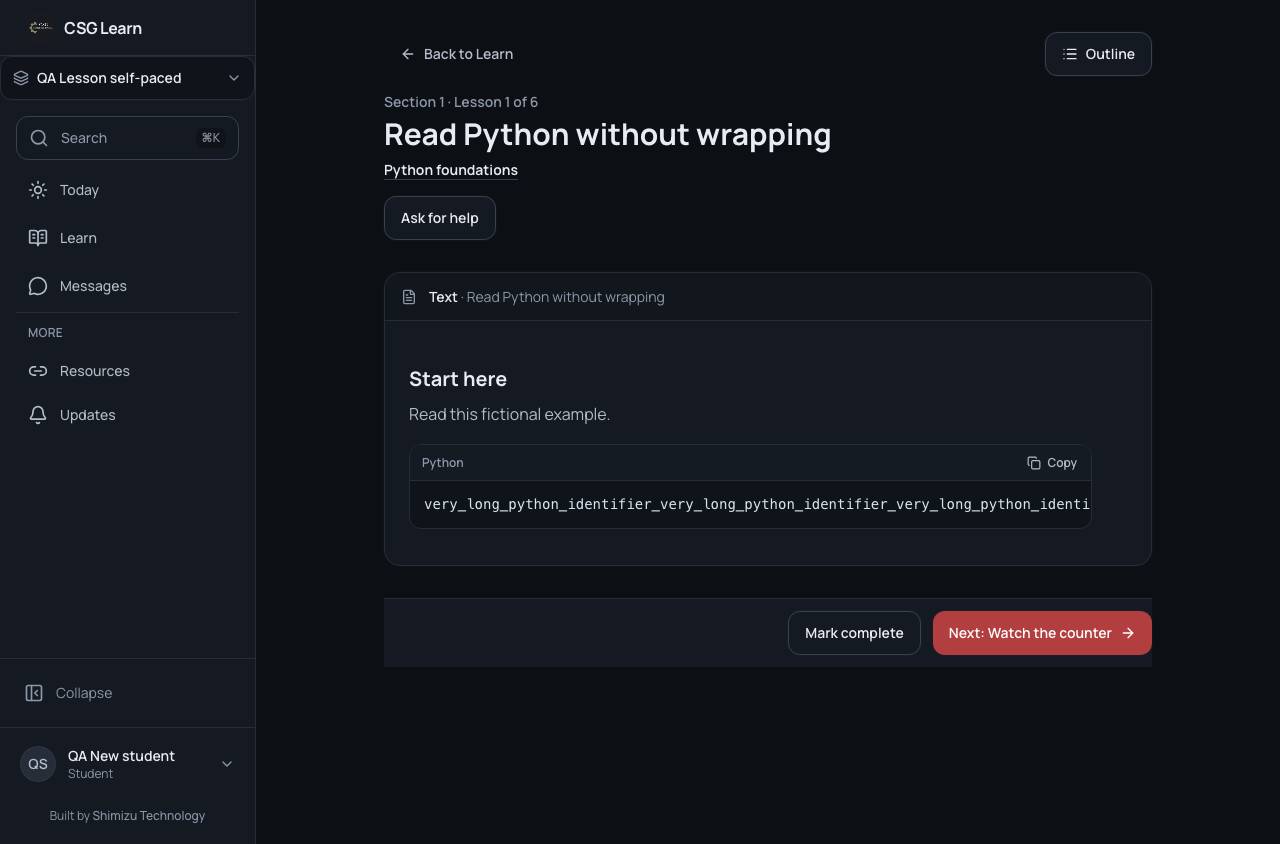 CSG Learn
QA Lesson self-paced
Search ⌘K
Today
Learn
Messages
MORE
Resources
Updates
Collapse
QS
QA New student
Student
Built by Shimizu Technology
← Back to Learn
Outline
Section 1 · Lesson 1 of 6
Read Python without wrapping
Python foundations
Ask for help
Text · Read Python without wrapping
Start here
Read this fictional example.
Python
Copy
very_long_python_identifier_very_long_python_identifier_very_long_python_identi
Mark complete
Next: Watch the counter →